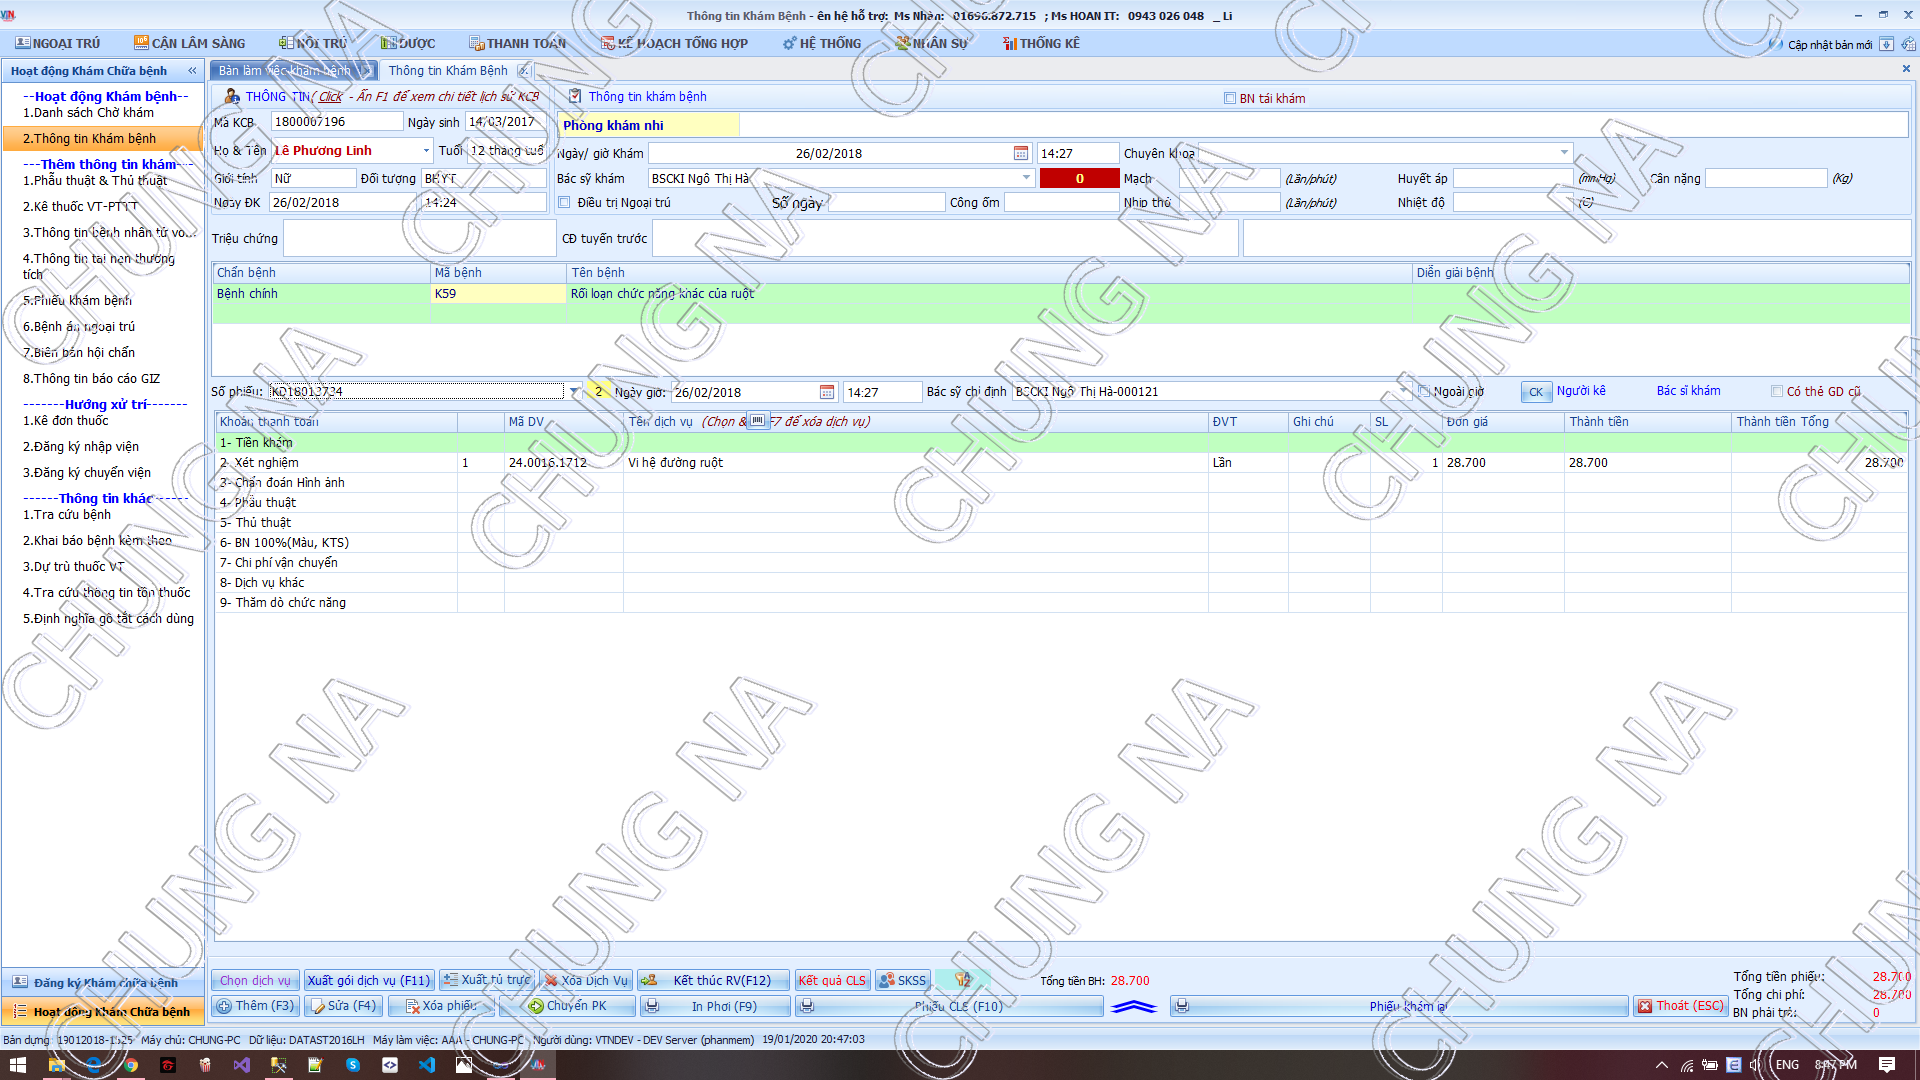 Thông tin Khám Bệnh - ên hệ hỗ trợ: Ms Nhàn: 01696.872.715 ; Ms HOAN IT: 0943 026 048 _ Li
NGOẠI TRÚ CẬN LÂM SÀNG NỘI TRÚ DƯỢC THANH TOÁN KẾ HOẠCH TỔNG HỢP HỆ THỐNG NHÂN SỰ THỐNG KÊ Cập nhật bản mới
Hoạt động Khám Chữa bệnh «
Bàn làm việc khám bệnh Thông tin Khám Bệnh
--Hoạt động Khám bệnh--
1.Danh sách Chờ khám
2.Thông tin Khám bệnh
---Thêm thông tin khám---
1.Phẫu thuật & Thủ thuật
2.Kê thuốc VT-PTTT
3.Thông tin bệnh nhân tử vo...
4.Thông tin tai nạn thương tích
5.Phiếu khám bệnh
6.Bệnh án ngoại trú
7.Biên bản hội chẩn
8.Thông tin báo cáo GIZ
-------Hướng xử trí-------
1.Kê đơn thuốc
2.Đăng ký nhập viện
3.Đăng ký chuyển viện
------Thông tin khác------
1.Tra cứu bệnh
2.Khai báo bệnh kèm theo
3.Dự trù thuốc VT
4.Tra cứu thông tin tồn thuốc
5.Định nghĩa gõ tắt cách dùng
Đăng ký Khám chữa bệnh
Hoạt động Khám Chữa bệnh
THÔNG TIN( Click - Ấn F1 để xem chi tiết lịch sử KCB
Thông tin khám bệnh BN tái khám
Mã KCB 1800007196 Ngày sinh 14/03/2017
Phòng khám nhi
Họ & Tên Lê Phương Linh Tuổi 12 tháng tuổ
Ngày/ giờ Khám 26/02/2018 14:27 Chuyên khoa
Giới tính Nữ Đối tượng BHYT
Bác sỹ khám BSCKI Ngô Thị Hà 0 Mạch (Lần/phút) Huyết áp (mmHg) Cân nặng (Kg)
Ngày ĐK 26/02/2018 14:24
Điều trị Ngoại trú Số ngày Công ốm Nhịp thở (Lần/phút) Nhiệt độ (C)
Triệu chứng CĐ tuyến trước
Chẩn bệnh Mã bệnh Tên bệnh Diễn giải bệnh
Bệnh chính K59 Rối loạn chức năng khác của ruột
Số phiếu: KD18013734 2 Ngày giờ: 26/02/2018 14:27 Bác sỹ chỉ định BSCKI Ngô Thị Hà-000121 Ngoài giờ CK Người kê Bác sĩ khám Có thẻ GD cũ
Khoản thanh toán Mã DV Tên dịch vụ (Chọn & F7 để xóa dịch vụ) ĐVT Ghi chú SL Đơn giá Thành tiền Thành tiền Tổng
1- Tiền khám
2- Xét nghiệm 1 24.0016.1712 Vi hệ đường ruột Lần 1 28.700 28.700 28.700
3- Chẩn đoán Hình ảnh
4- Phẫu thuật
5- Thủ thuật
6- BN 100%(Máu, KTS)
7- Chi phí vận chuyển
8- Dịch vụ khác
9- Thăm dò chức năng
Chọn dịch vụ Xuất gói dịch vụ (F11) Xuất tủ trực Xóa Dịch Vụ Kết thúc RV(F12) Kết quả CLS SKSS Tổng tiền BH: 28.700
Thêm (F3) Sửa (F4) Xóa phiếu Chuyển PK In Phơi (F9) Phiếu CLS (F10) Phiếu khám lại Thoát (ESC)
Tổng tiền phiếu: 28.700
Tổng chi phí: 28.700
BN phải trả: 0
Bản dựng: 19012018-1525 Máy chủ: CHUNG-PC Dữ liệu: DATAST2016LH Máy làm việc: AAA - CHUNG-PC Người dùng: VTNDEV - DEV Server (phanmem) 19/01/2020 20:47:03
ENG 8:47 PM
CHUNG NA
CHUNG NA
CHUNG NA
CHUNG NA
CHUNG NA
CHUNG NA
CHUNG NA
CHUNG NA